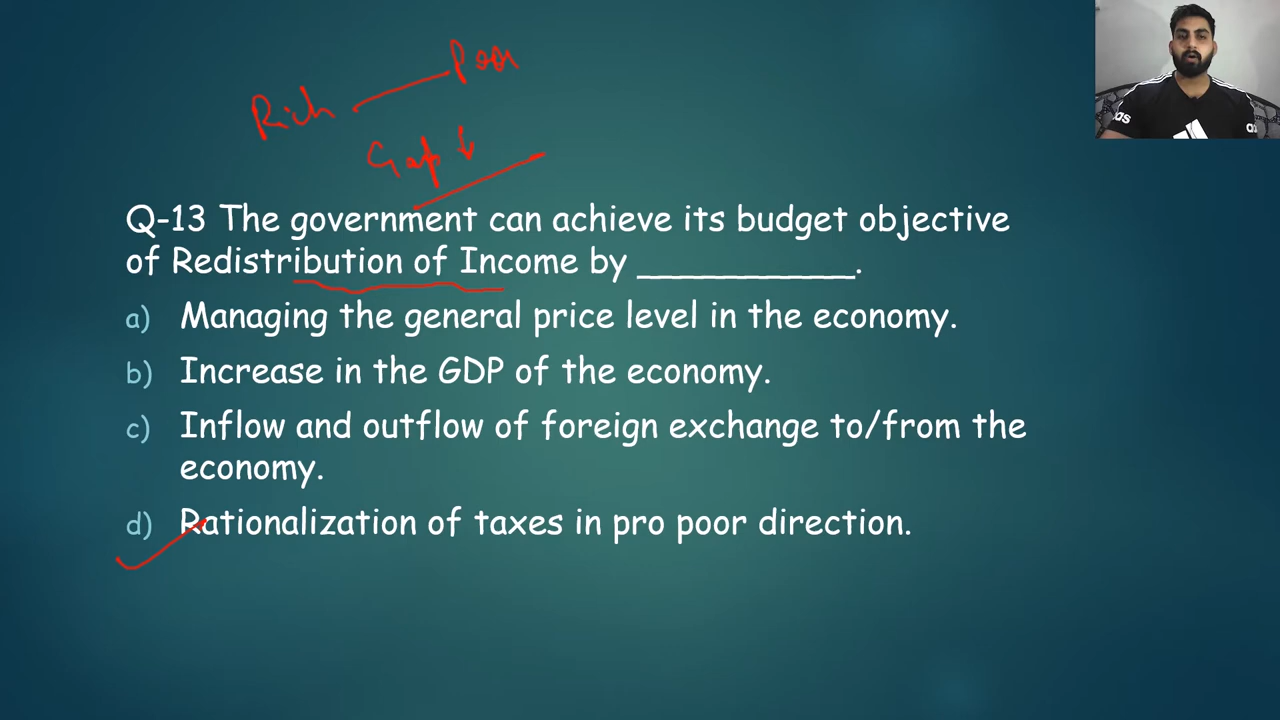 Poor
Rich
Gap ↓
Q-13 The government can achieve its budget objective
of Redistribution of Income by __________.
a) Managing the general price level in the economy.
b) Increase in the GDP of the economy.
c) Inflow and outflow of foreign exchange to/from the
economy.
d) Rationalization of taxes in pro poor direction.